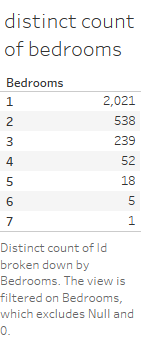 distinct count
of bedrooms
Bedrooms
1 2,021
2 538
3 239
4 52
5 18
6 5
7 1
Distinct count of Id
broken down by
Bedrooms. The view is
filtered on Bedrooms,
which excludes Null and
0.